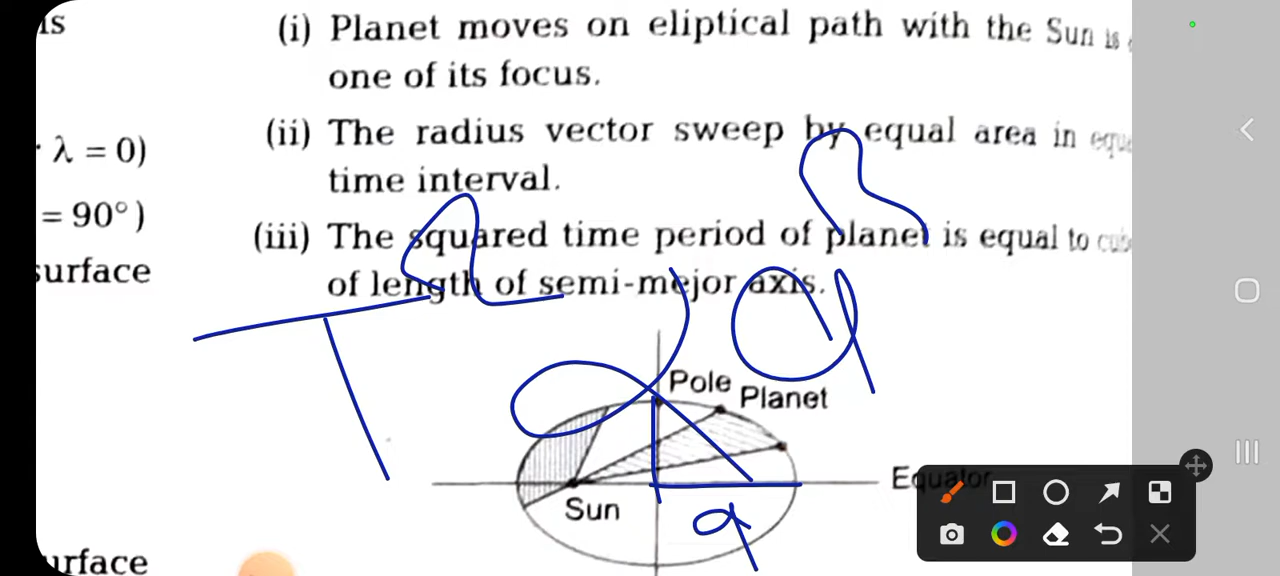 is
(i) Planet moves on eliptical path with the Sun is
one of its focus.
(ii) The radius vector sweep by equal area in
λ = 0)
time interval.
= 90°)
(iii) The squared time period of planet is equal to
surface
of length of semi-mejor axis.
T² ∝ a³
Pole
Planet
Equator
Sun
a
urface